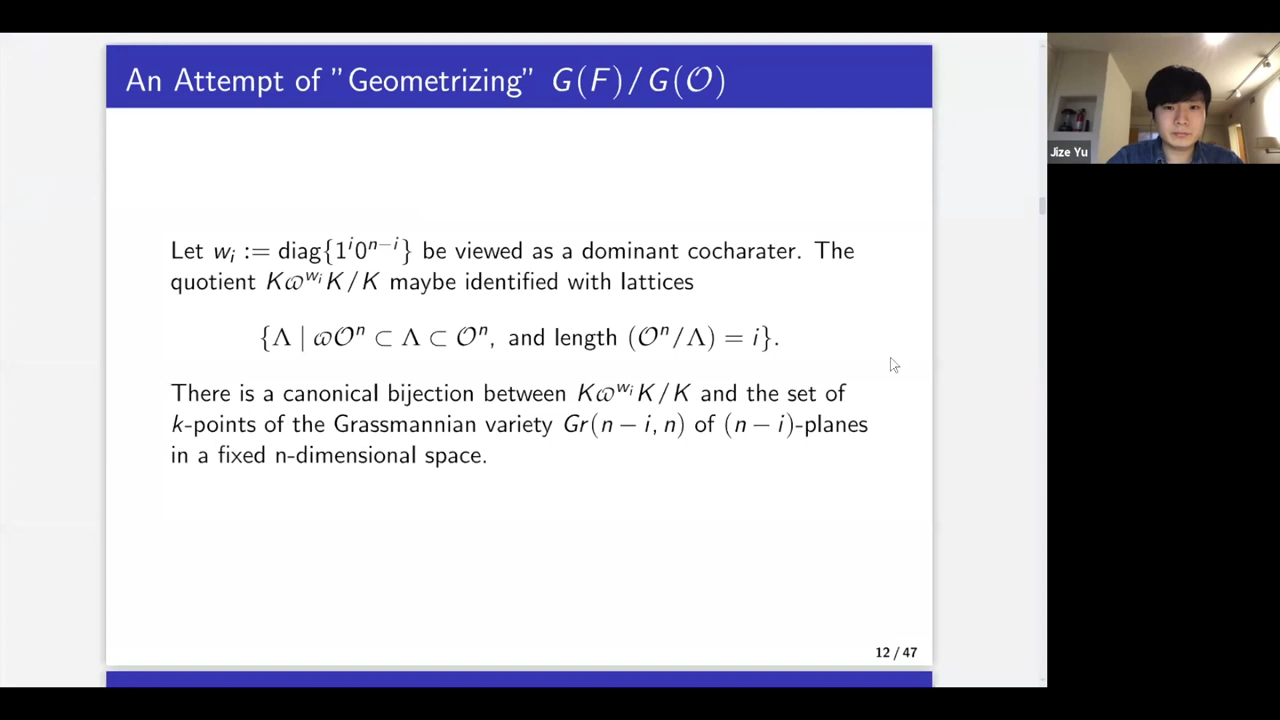 An Attempt of "Geometrizing" G(F)/G(𝒪)
Jize Yu
Let wᵢ := diag{1ⁱ0ⁿ⁻ⁱ} be viewed as a dominant cocharater. The
quotient Kϖ^{wᵢ}K/K maybe identified with lattices
{Λ | ϖ𝒪ⁿ ⊂ Λ ⊂ 𝒪ⁿ, and length (𝒪ⁿ/Λ) = i}.
There is a canonical bijection between Kϖ^{wᵢ}K/K and the set of
k-points of the Grassmannian variety Gr(n − i, n) of (n − i)-planes
in a fixed n-dimensional space.
12 / 47